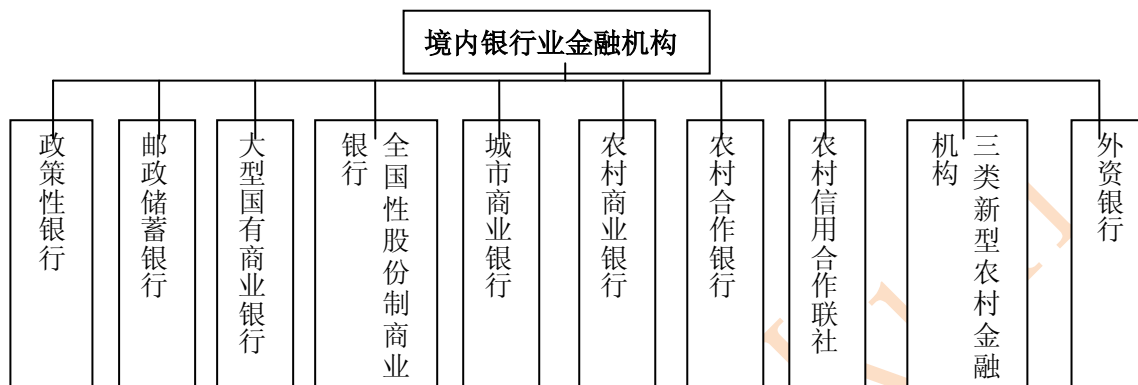 境内银行业金融机构
政策性银行
邮政储蓄银行
大型国有商业银行
全国性股份制商业
银行
城市商业银行
农村商业银行
农村合作银行
农村信用合作联社
三类新型农村金融
机构
外资银行